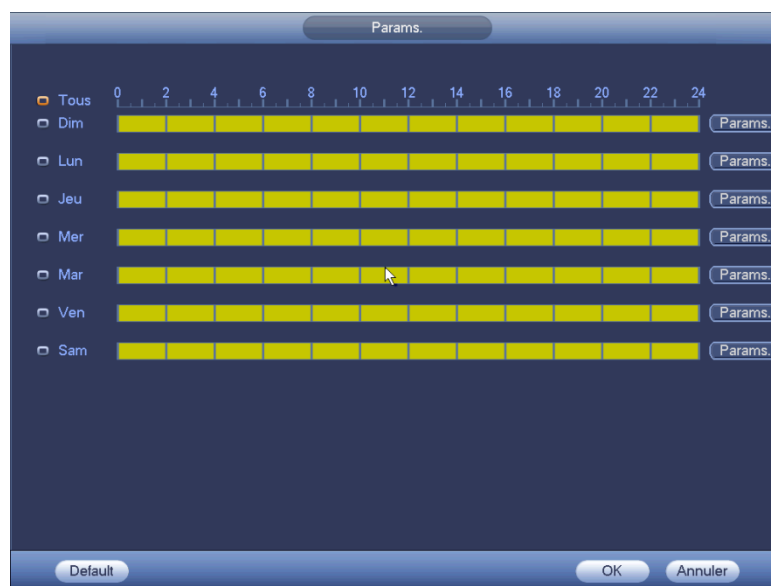 Params.
Tous 0 2 4 6 8 10 12 14 16 18 20 22 24
Dim Params.
Lun Params.
Jeu Params.
Mer Params.
Mar Params.
Ven Params.
Sam Params.
Default OK Annuler